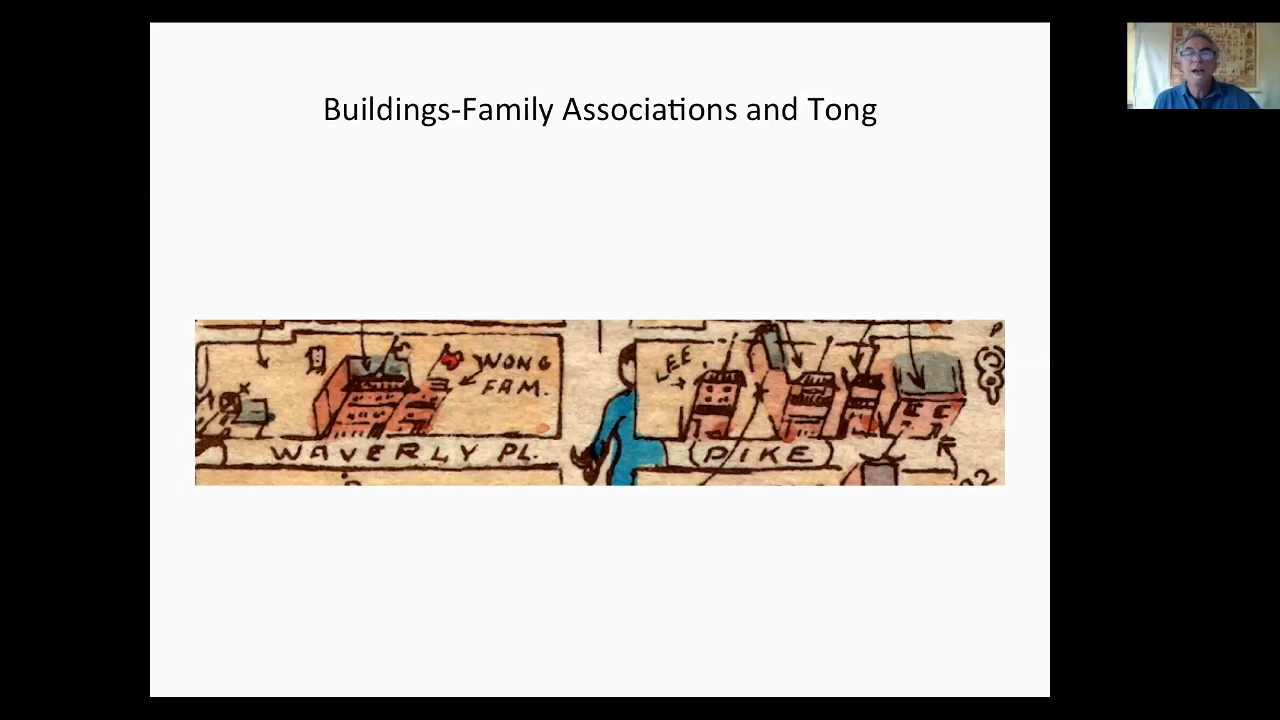 Buildings-Family Associations and Tong
WONG
FAM.
LEE
WAVERLY PL.
(PIKE)